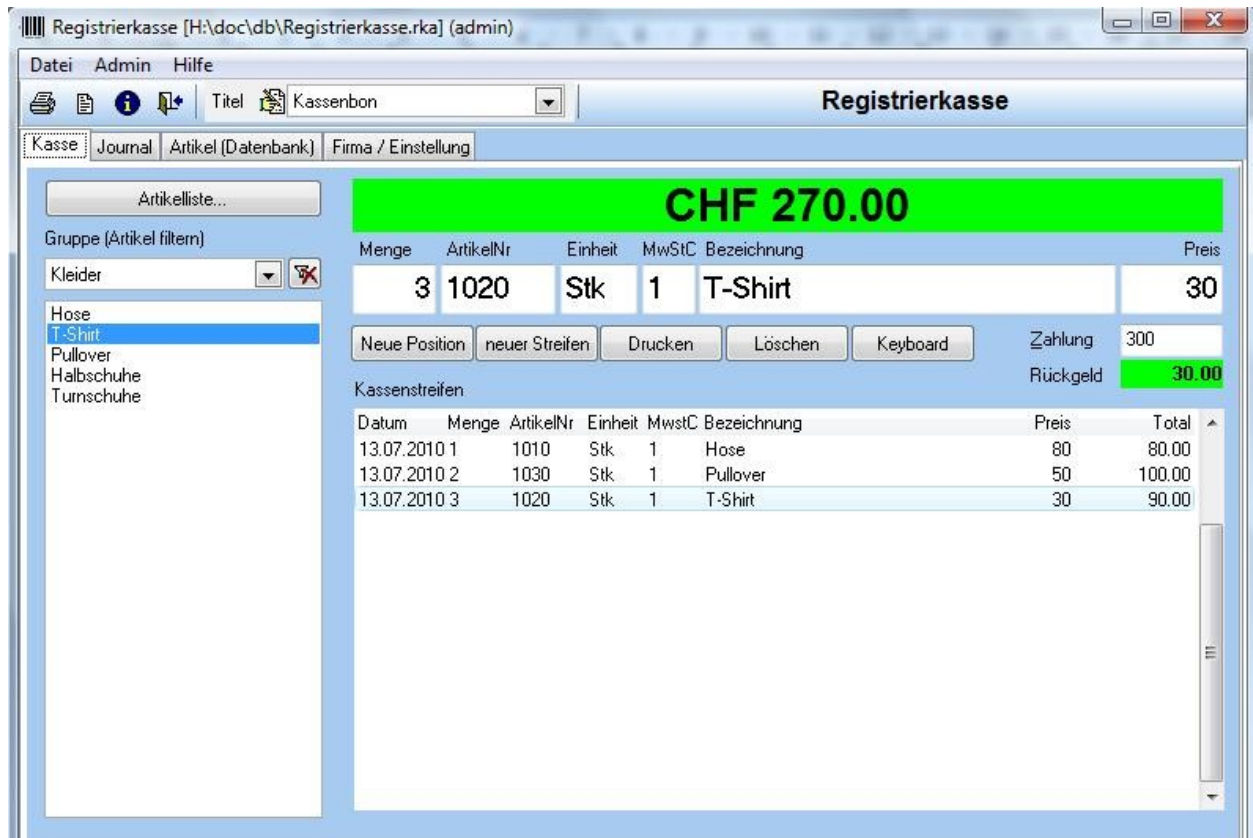 Registrierkasse [H:\doc\db\Registrierkasse.rka] (admin)
Datei Admin Hilfe
Titel Kassenbon Registrierkasse
Kasse Journal Artikel (Datenbank) Firma / Einstellung
Artikelliste...
CHF 270.00
Gruppe (Artikel filtern)
Menge ArtikelNr Einheit MwStC Bezeichnung Preis
Kleider
3 1020 Stk 1 T-Shirt 30
Hose
T-Shirt
Pullover
Halbschuhe
Turnschuhe
Neue Position neuer Streifen Drucken Löschen Keyboard
Zahlung 300
Rückgeld 30.00
Kassenstreifen
Datum Menge ArtikelNr Einheit MwstC Bezeichnung Preis Total
13.07.2010 1 1010 Stk 1 Hose 80 80.00
13.07.2010 2 1030 Stk 1 Pullover 50 100.00
13.07.2010 3 1020 Stk 1 T-Shirt 30 90.00